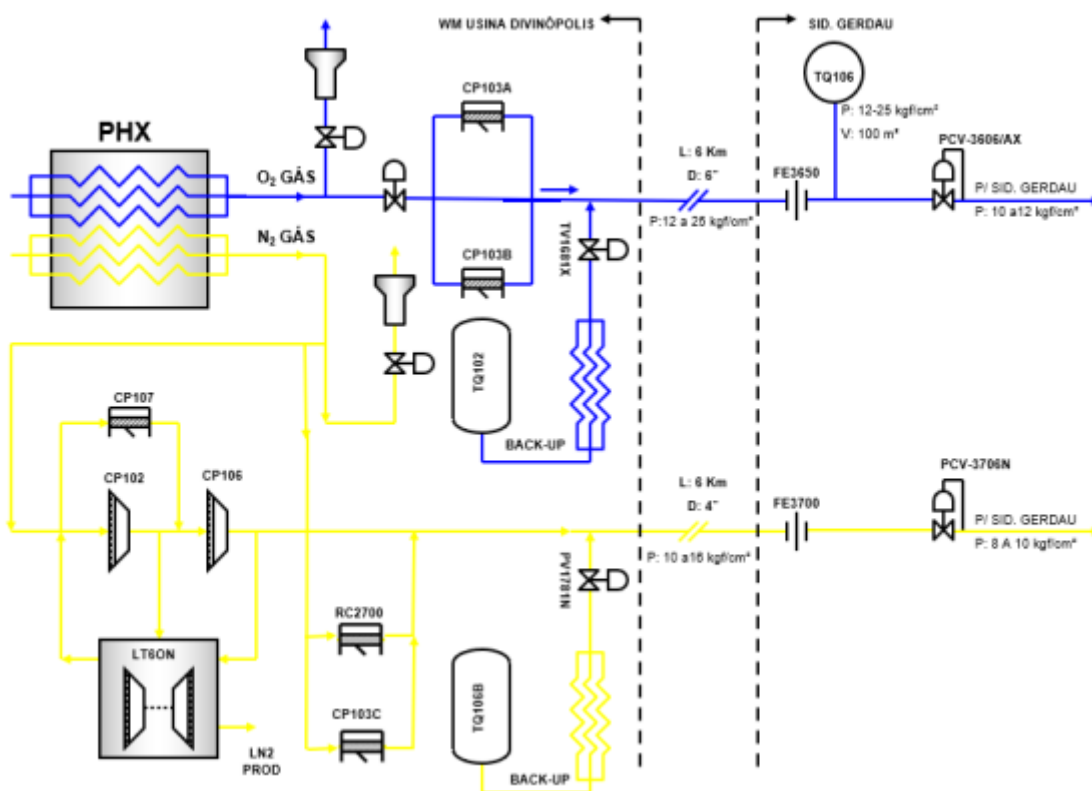 WM USINA DIVINÓPOLIS
SID. GERDAU
CP103A
TQ106
P: 12-25 kgf/cm²
V: 100 m³
PHX
PCV-3606/AX
O₂ GÁS
L: 6 Km
D: 6"
FE3650
P/ SID. GERDAU
P: 10 a12 kgf/cm²
P:12 a 25 kgf/cm²
N₂ GÁS
CP103B
TV1681X
TQ102
CP107
BACK-UP
CP102
CP106
L: 6 Km
D: 4"
FE3700
PCV-3706N
P/ SID. GERDAU
P: 8 A 10 kgf/cm²
P: 10 a16 kgf/cm²
PV1781N
RC2700
LT6ON
TQ106B
CP103C
LN2
PROD
BACK-UP